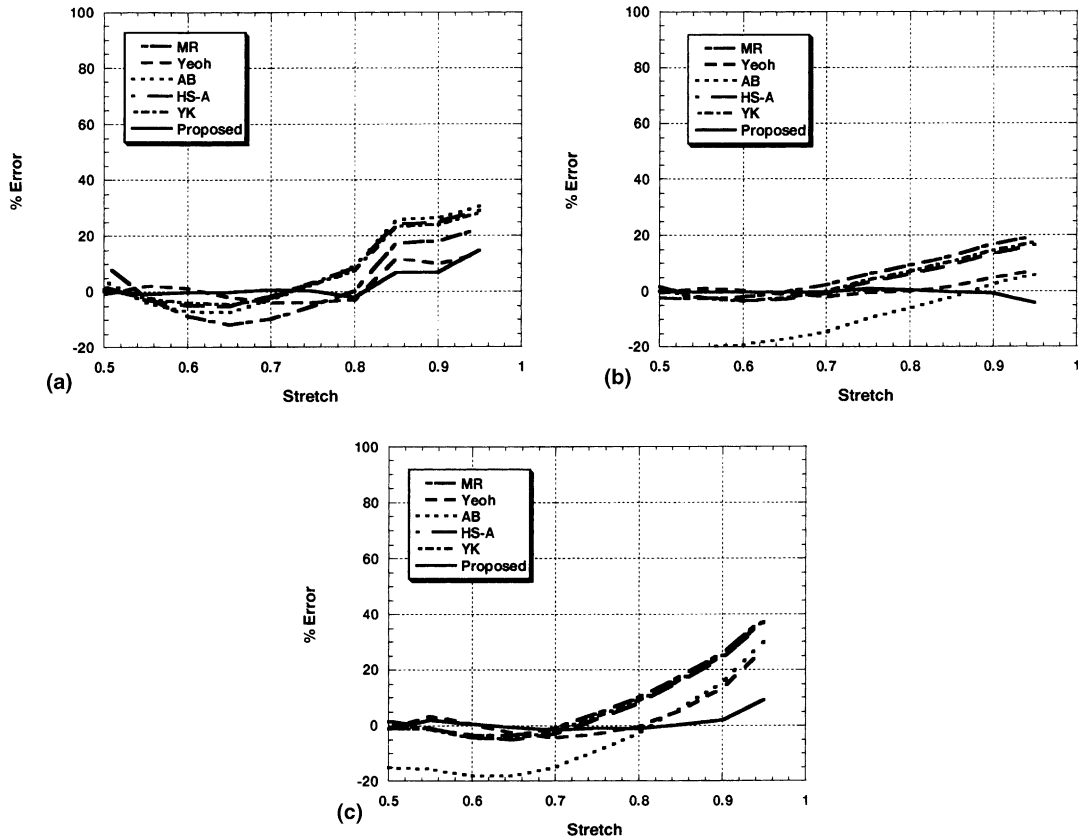 100
80
60
40
20
0
-20
% Error
MR
Yeoh
AB
HS-A
YK
Proposed
0.5 0.6 0.7 0.8 0.9 1
Stretch
(a)
100
80
60
40
20
0
-20
% Error
MR
Yeoh
AB
HS-A
YK
Proposed
0.5 0.6 0.7 0.8 0.9 1
Stretch
(b)
100
80
60
40
20
0
-20
% Error
MR
Yeoh
AB
HS-A
YK
Proposed
0.5 0.6 0.7 0.8 0.9 1
Stretch
(c)